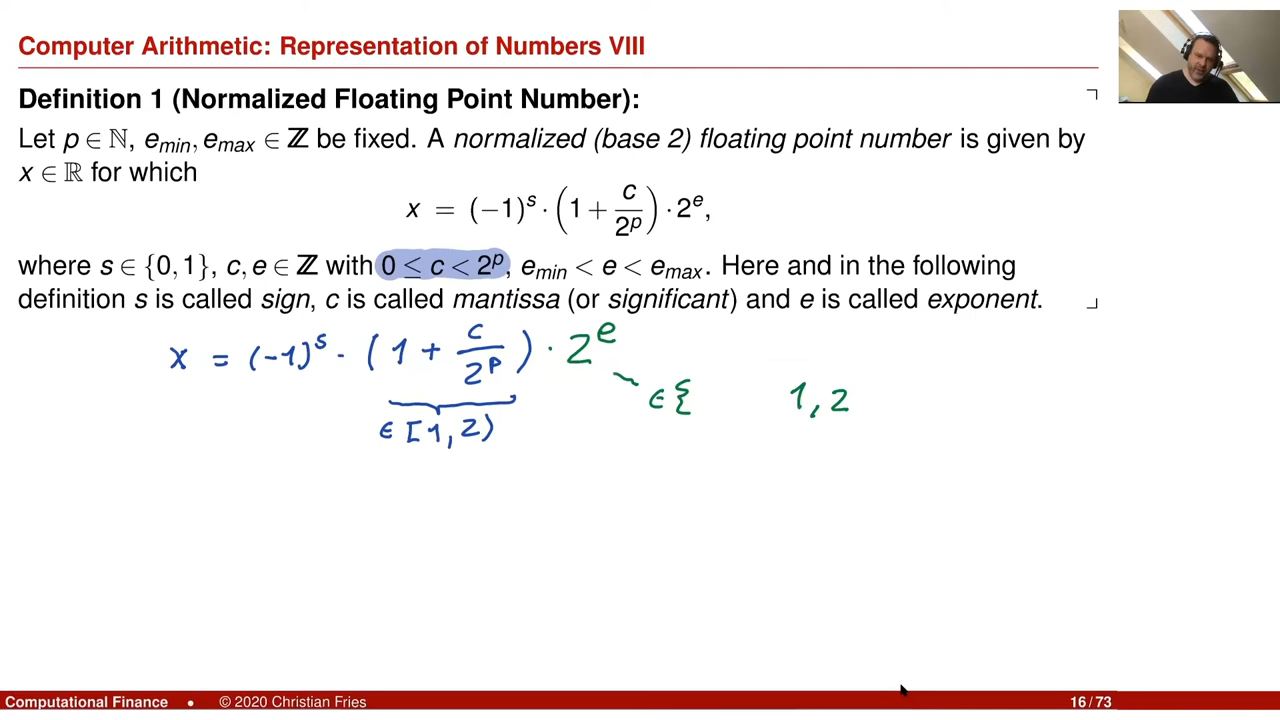 Computer Arithmetic: Representation of Numbers VIII
Definition 1 (Normalized Floating Point Number):
Let p ∈ ℕ, e_min, e_max ∈ ℤ be fixed. A normalized (base 2) floating point number is given by
x ∈ ℝ for which
x = (−1)^s · (1 + c/2^p) · 2^e,
where s ∈ {0, 1}, c, e ∈ ℤ with 0 ≤ c < 2^p, e_min < e < e_max. Here and in the following
definition s is called sign, c is called mantissa (or significant) and e is called exponent.
x = (-1)^s · (1 + c/2^p) · 2^e
∈ { 1, 2
∈ [1, 2)
Computational Finance • © 2020 Christian Fries 16 / 73